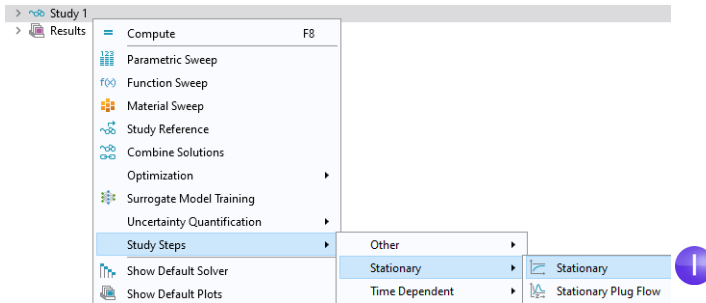 Study 1
Results
Compute F8
Parametric Sweep
f(x) Function Sweep
Material Sweep
Study Reference
Combine Solutions
Optimization
Surrogate Model Training
Uncertainty Quantification
Study Steps
Other
Show Default Solver
Stationary
Stationary
I
Show Default Plots
Time Dependent
Stationary Plug Flow
123